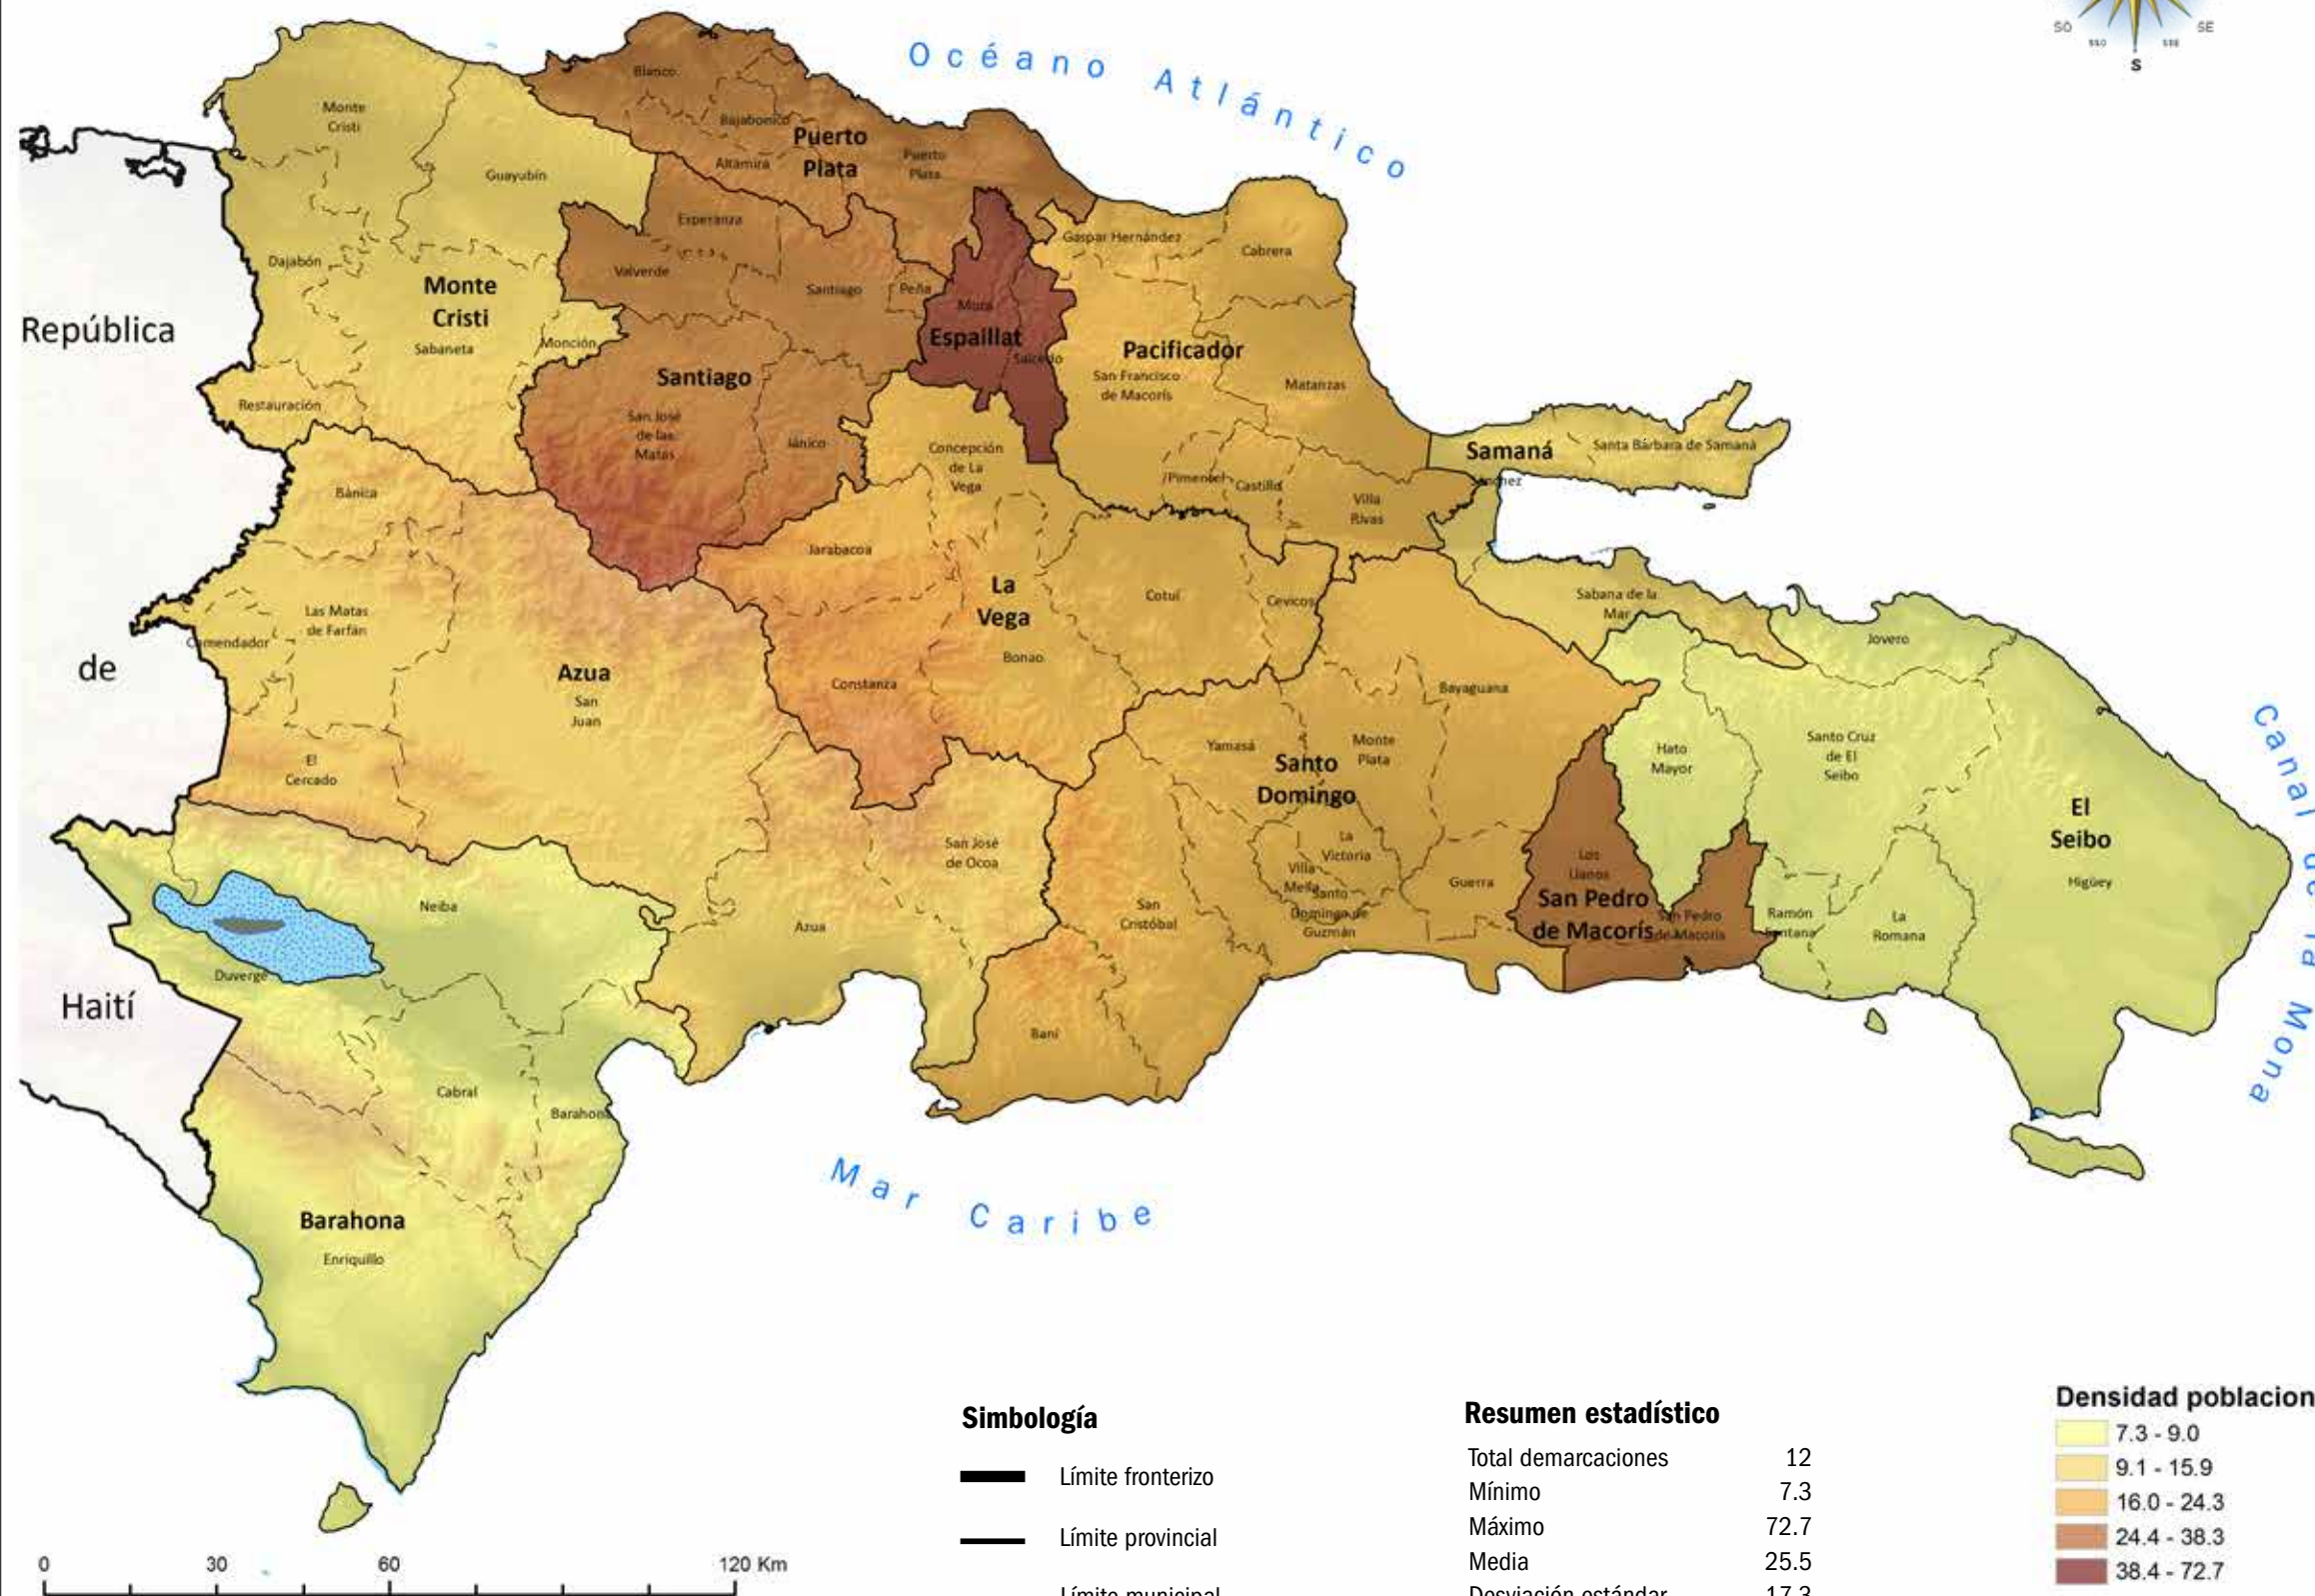 SO
SSO
S
SSE
SE
Océano Atlántico
Blanco
Monte
Cristi
Bajabonico
Puerto
Plata
Altamira
Puerto
Plata
Guayubín
Esperanza
Gaspar Hernández
Cabrera
Dajabón
Valverde
Santiago
Peña
Monte
Cristi
Moca
República
Espaillat
Sabaneta
Monción
Salcedo
Pacificador
San Francisco
de Macorís
Matanzas
Santiago
Restauración
San José
de las
Matas
Jánico
Concepción
de La
Vega
Samaná
Santa Bárbara de Samaná
Pimentel
Castillo
Villa
Rivas
Bánica
Jarabacoa
La
Vega
Cotuí
Cevicos
Sabana de la
Mar
Las Matas
de Farfán
Comendador
Jovero
de
Azua
San
Juan
Bonao
Constanza
Bayaguana
Yamasá
Monte
Plata
Santo
Domingo
Hato
Mayor
Santo Cruz
de El
Seibo
El
Cercado
El
Seibo
Canal de la Mona
San José
de Ocoa
La
Victoria
Villa
Mella
Santo
Domingo de
Guzmán
Guerra
Los
Llanos
San Pedro
de Macorís
San Pedro
de Macorís
Ramón
Santana
La
Romana
Higüey
Neiba
Azua
San
Cristóbal
Duvergé
Haití
Baní
Cabral
Barahona
Mar Caribe
Barahona
Enriquillo
0 30 60 120 Km
Simbología
Límite fronterizo
Límite provincial
Límite municipal
Resumen estadístico
Total demarcaciones 12
Mínimo 7.3
Máximo 72.7
Media 25.5
Desviación estándar 17.3
Densidad poblacion
7.3 - 9.0
9.1 - 15.9
16.0 - 24.3
24.4 - 38.3
38.4 - 72.7